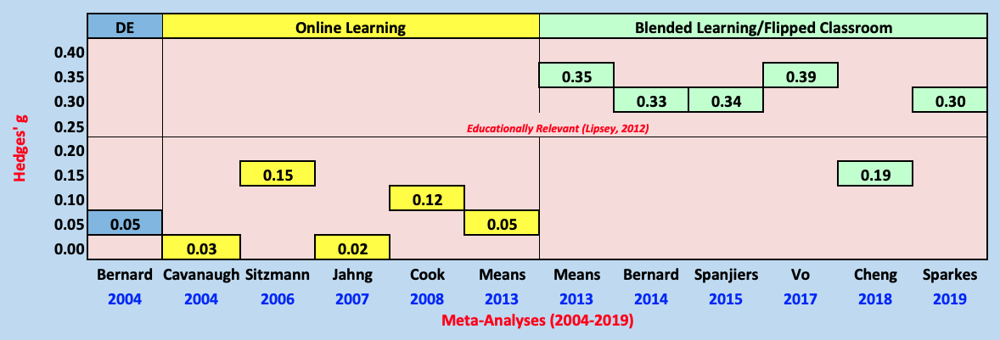 DE Online Learning Blended Learning/Flipped Classroom
Hedges' g
0.40
0.35 0.35 0.39
0.30 0.33 0.34 0.30
0.25 Educationally Relevant (Lipsey, 2012)
0.20
0.15 0.15 0.19
0.10 0.12
0.05 0.05 0.05
0.00 0.03 0.02
Bernard Cavanaugh Sitzmann Jahng Cook Means Means Bernard Spanjiers Vo Cheng Sparkes
2004 2004 2006 2007 2008 2013 2013 2014 2015 2017 2018 2019
Meta-Analyses (2004-2019)